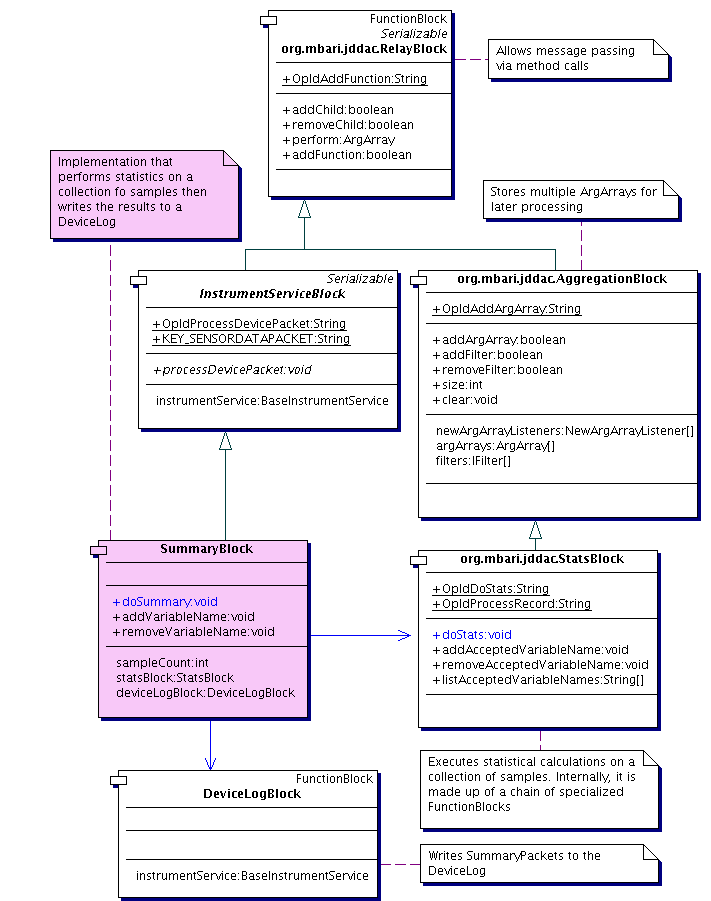 FunctionBlock
Serializable
org.mbari.jddac.RelayBlock
+OpIdAddFunction:String
+addChild:boolean
+removeChild:boolean
+perform:ArgArray
+addFunction:boolean
Allows message passing
via method calls
Implementation that
performs statistics on a
collection fo samples then
writes the results to a
DeviceLog
Stores multiple ArgArrays for
later processing
Serializable
InstrumentServiceBlock
+OpIdProcessDevicePacket:String
+KEY_SENSORDATAPACKET:String
+processDevicePacket:void
instrumentService:BaseInstrumentService
org.mbari.jddac.AggregationBlock
+OpIdAddArgArray:String
+addArgArray:boolean
+addFilter:boolean
+removeFilter:boolean
+size:int
+clear:void
newArgArrayListeners:NewArgArrayListener[]
argArrays:ArgArray[]
filters:IFilter[]
SummaryBlock
+doSummary:void
+addVariableName:void
+removeVariableName:void
sampleCount:int
statsBlock:StatsBlock
deviceLogBlock:DeviceLogBlock
org.mbari.jddac.StatsBlock
+OpIdDoStats:String
+OpIdProcessRecord:String
+doStats:void
+addAcceptedVariableName:void
+removeAcceptedVariableName:void
+listAcceptedVariableNames:String[]
Executes statistical calculations on a
collection of samples. Internally, it is
made up of a chain of specialized
FunctionBlocks
FunctionBlock
DeviceLogBlock
instrumentService:BaseInstrumentService
Writes SummaryPackets to the
DeviceLog